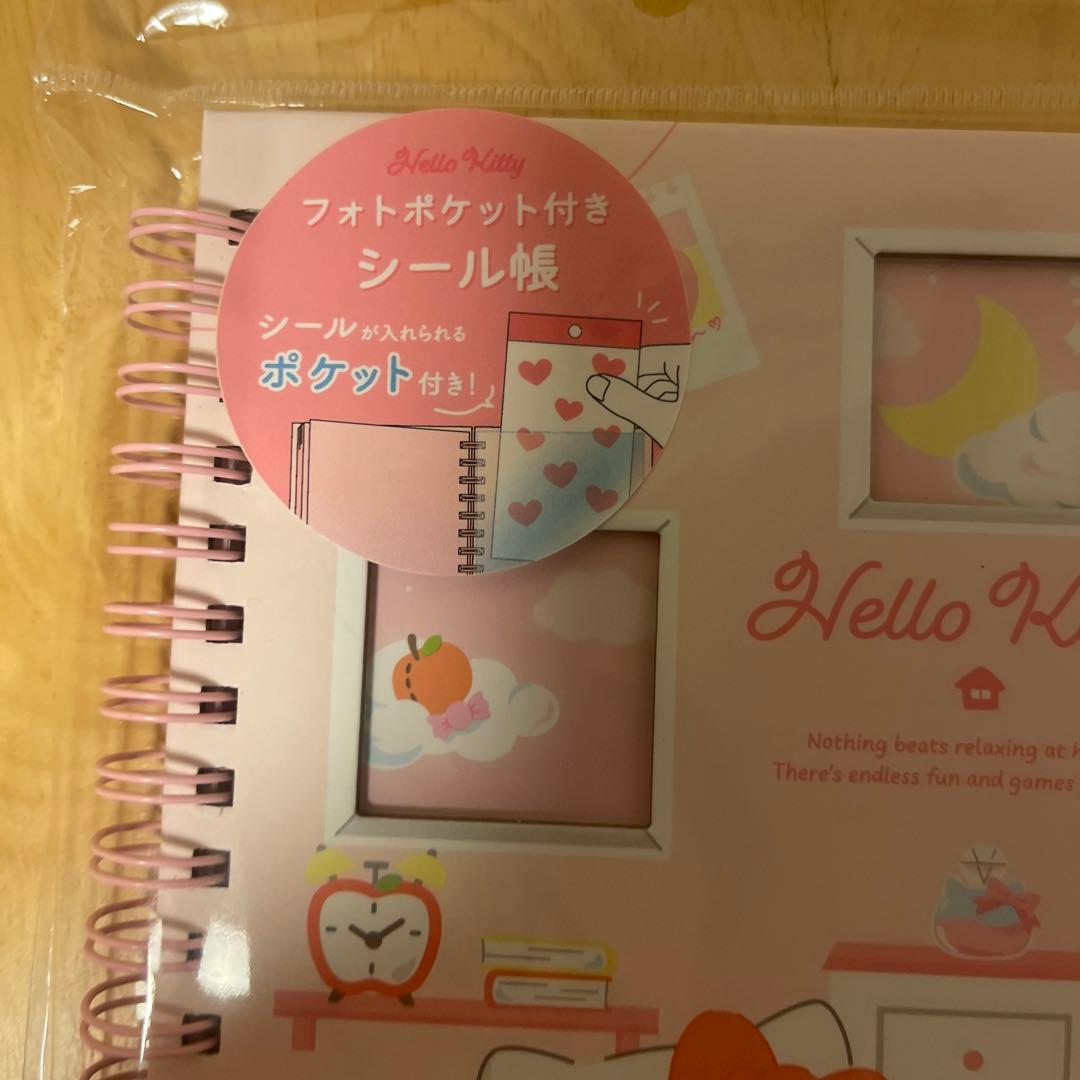 Hello Kitty
フォトポケット付き
シール帳
シールが入れられる
ポケット付き!
Hello K
Nothing beats relaxing at
There's endless fun and games